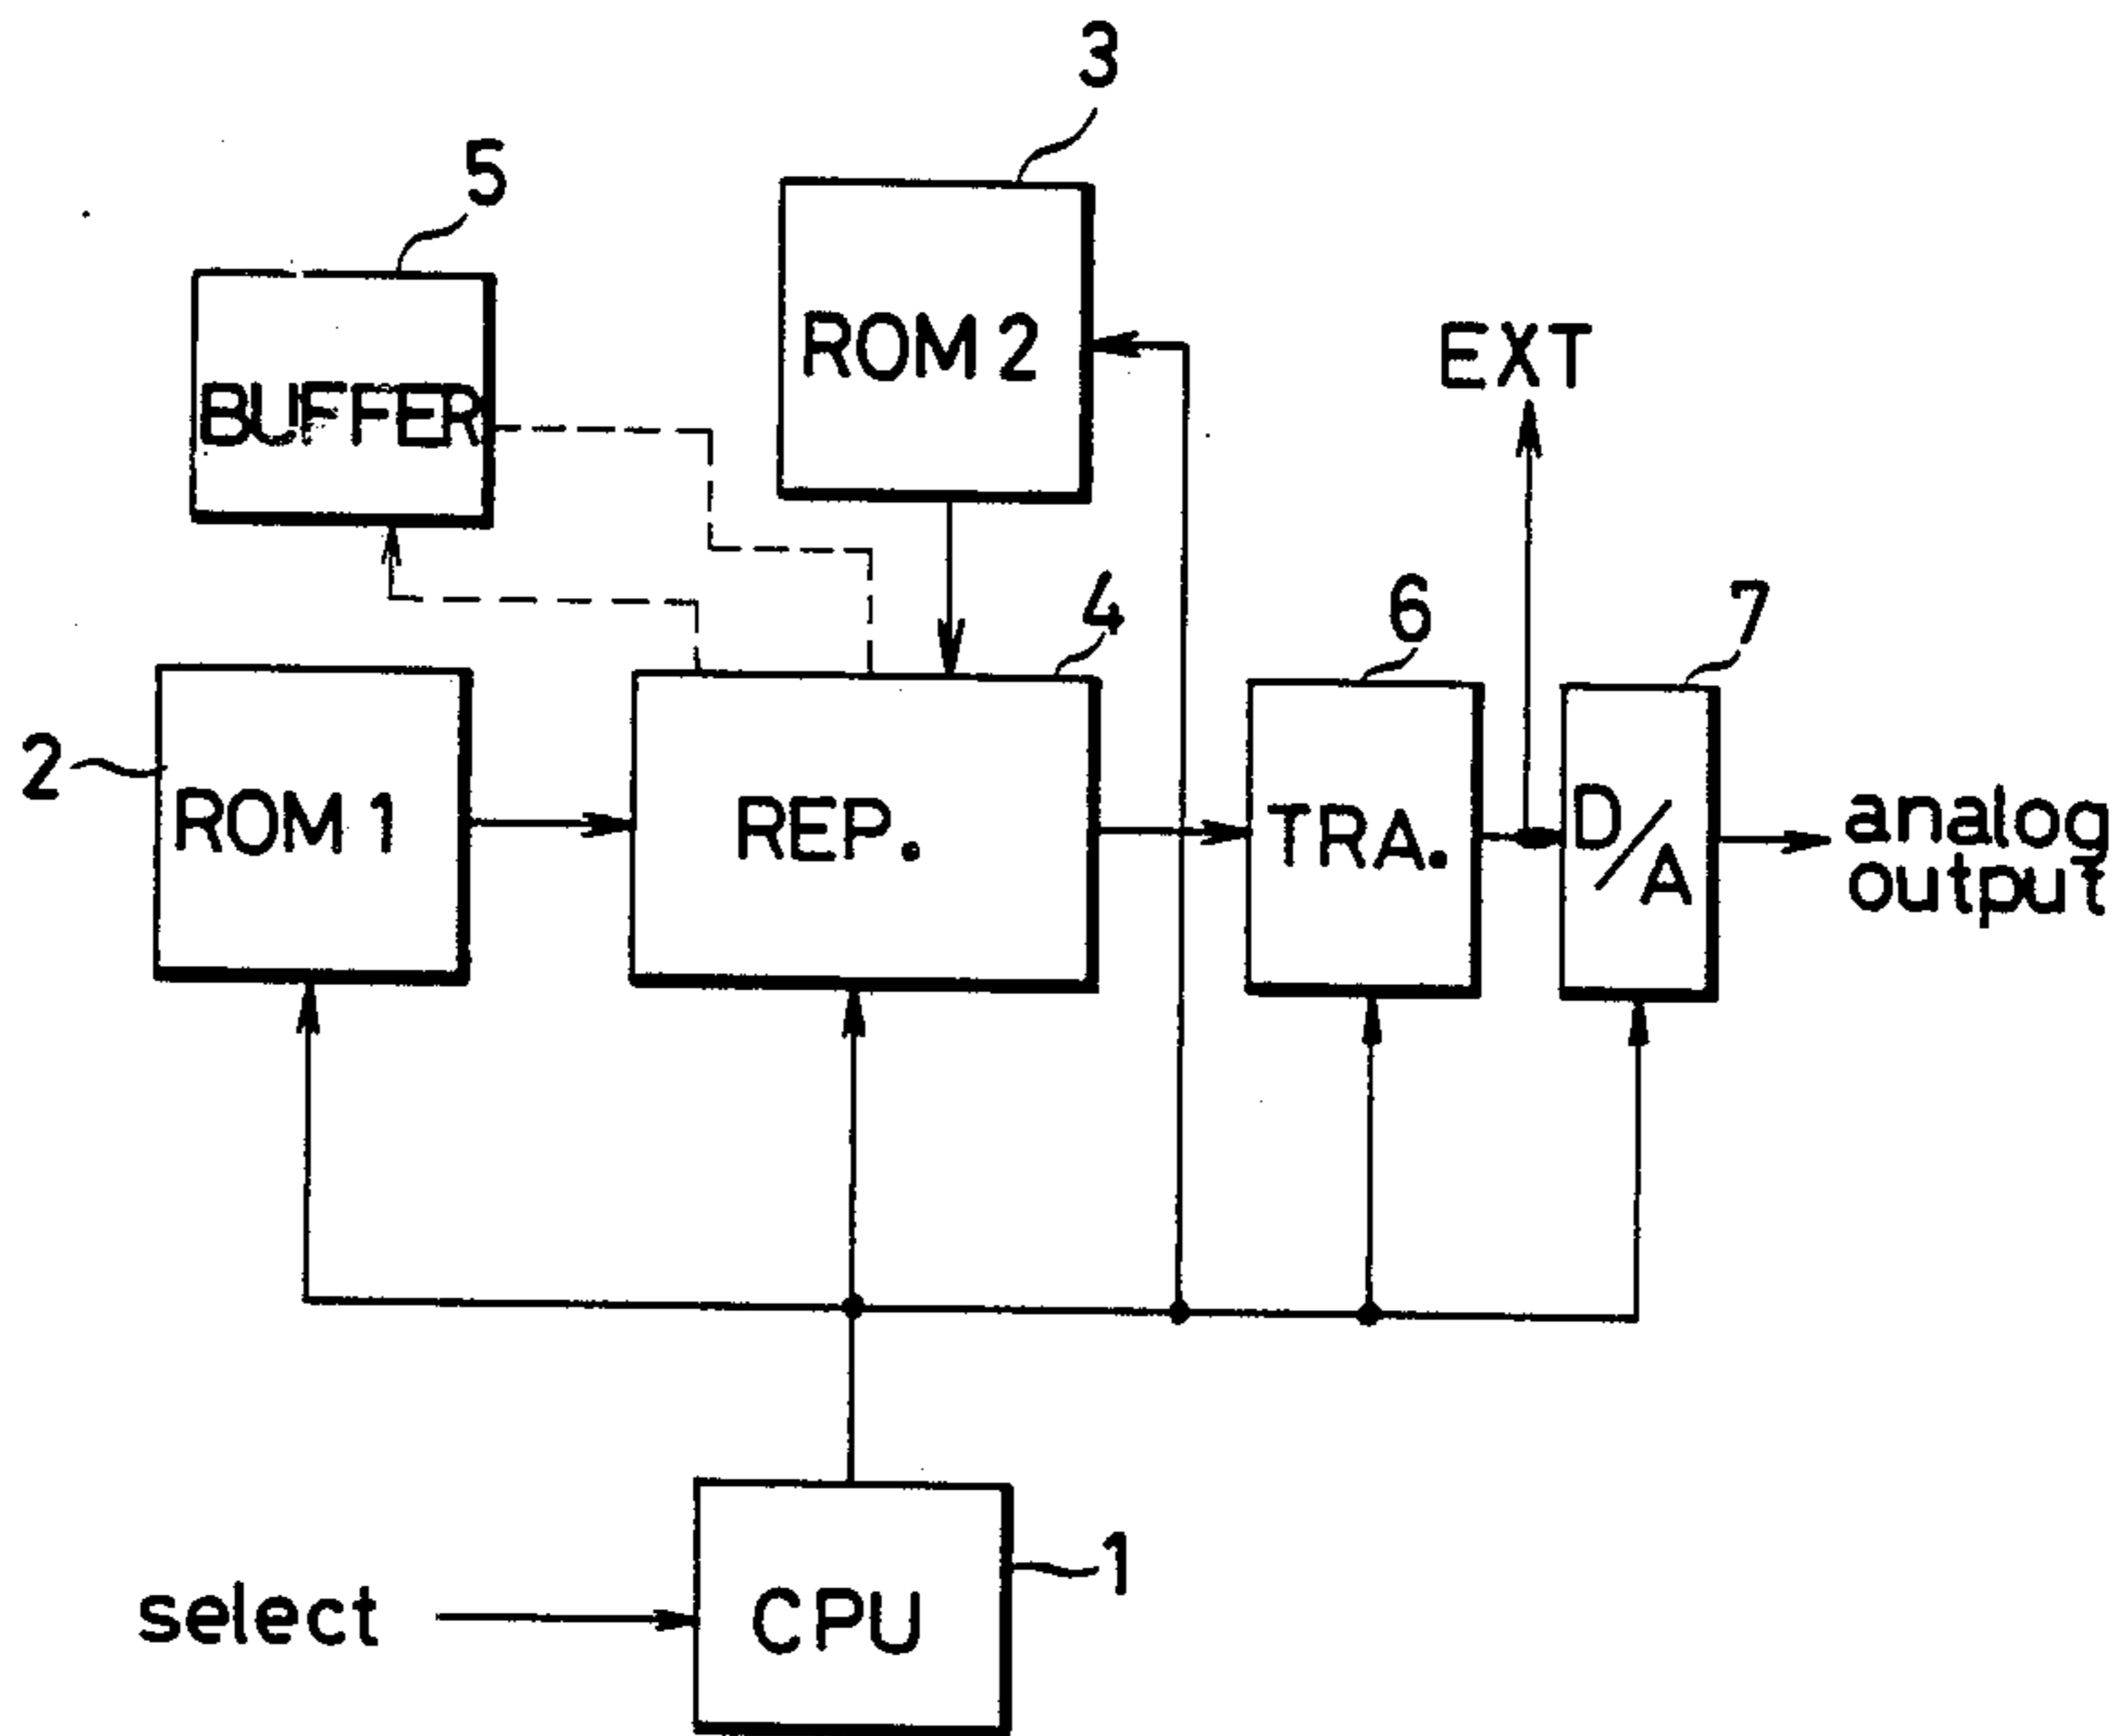 3
5
ROM 2
EXT
BUFFER
4
6
7
2
ROM 1
REP.
TRA.
D/A
analog
output
1
select
CPU